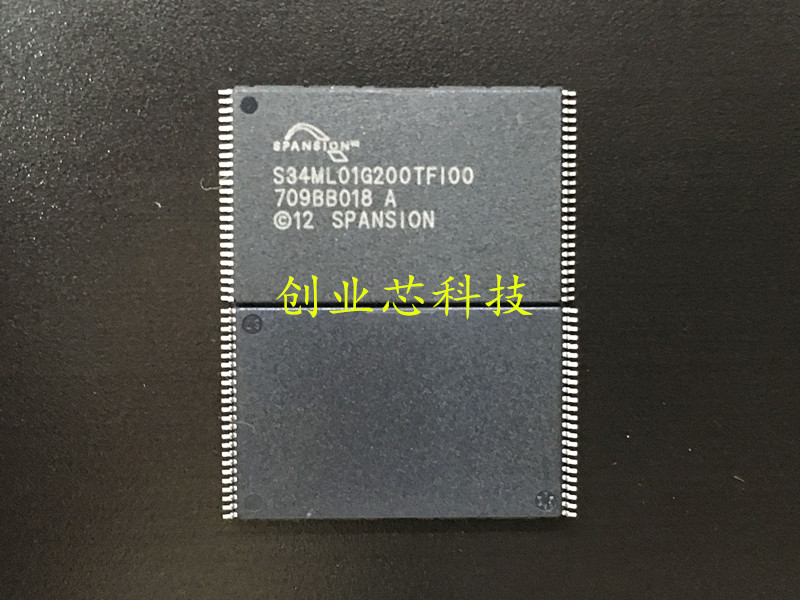 SPANSION
S34ML01G200TFI00
709BB018 A
©12 SPANSION
创业芯科技